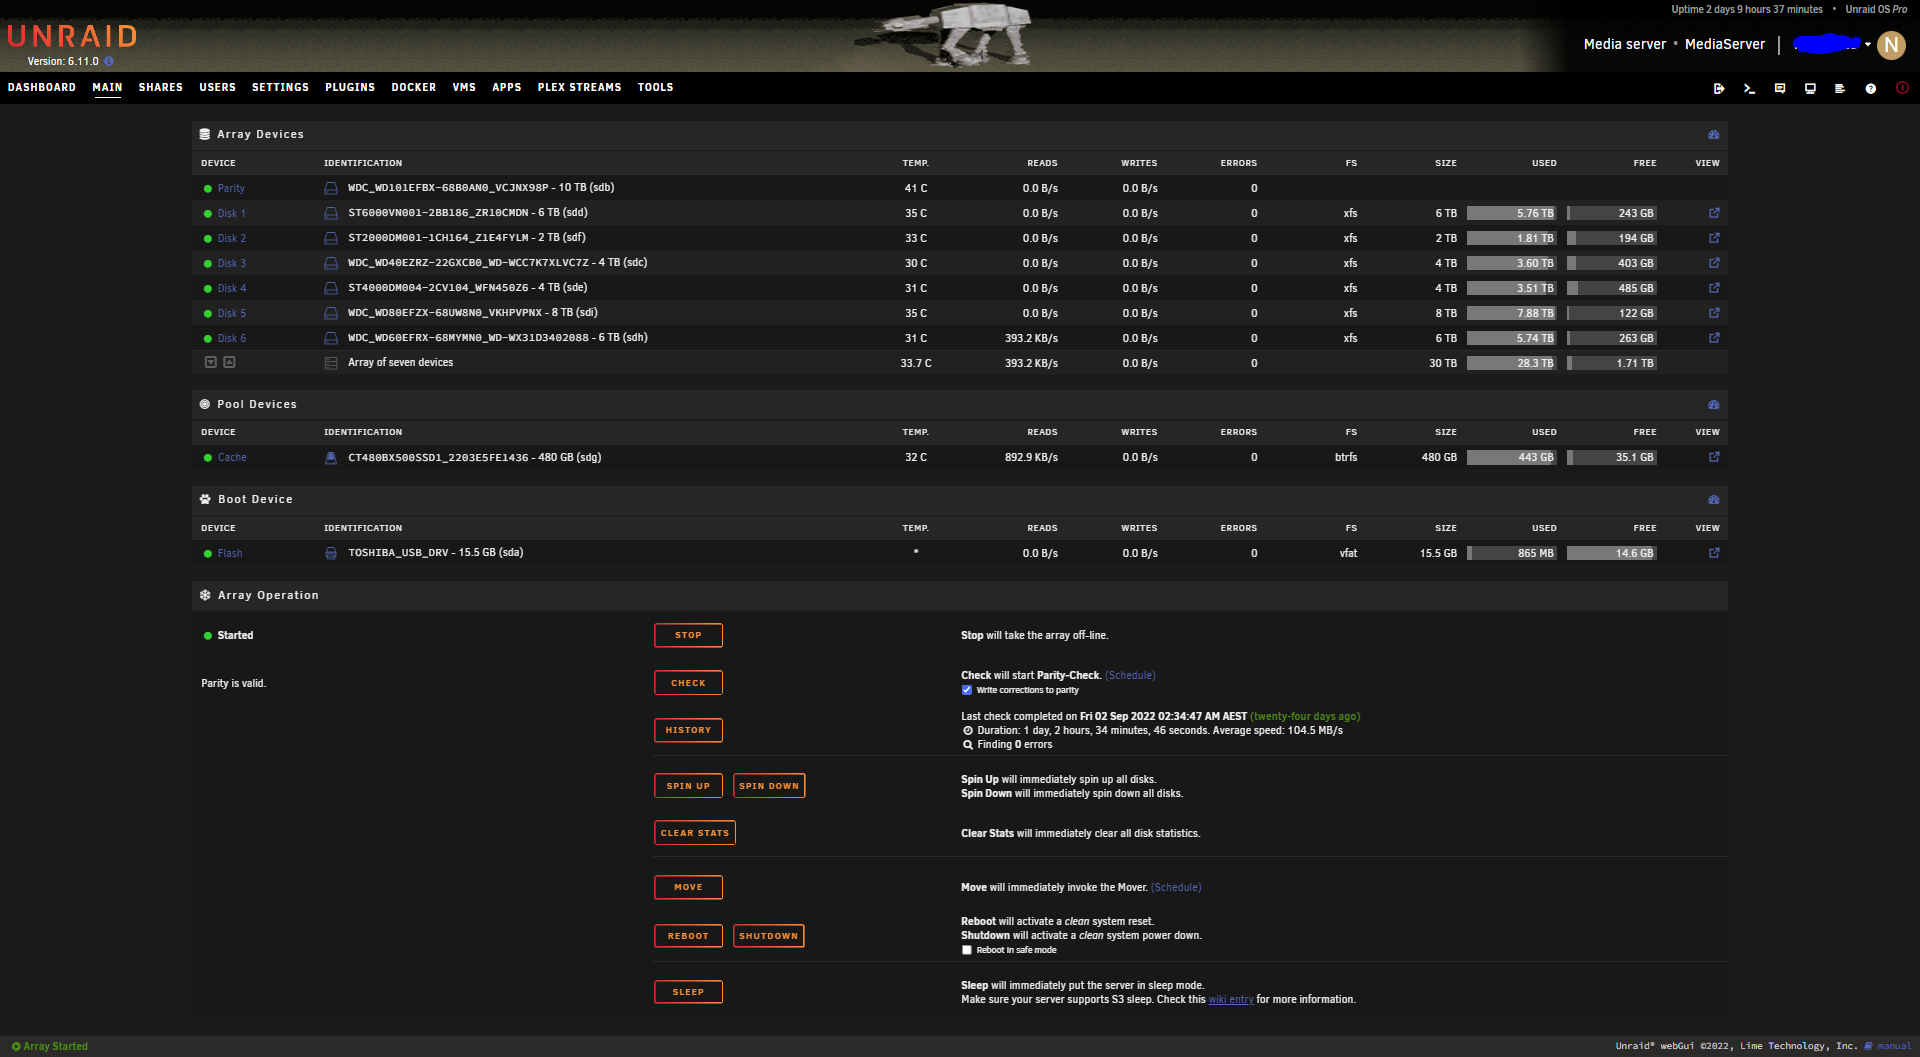 Uptime 2 days 9 hours 37 minutes • Unraid OS Pro
UNRAID
Version: 6.11.0
Media server • MediaServer
N
DASHBOARD MAIN SHARES USERS SETTINGS PLUGINS DOCKER VMS APPS PLEX STREAMS TOOLS
Array Devices
DEVICE IDENTIFICATION TEMP. READS WRITES ERRORS FS SIZE USED FREE VIEW
Parity WDC_WD101EFBX-68B0AN0_VCJNX98P - 10 TB (sdb) 41 C 0.0 B/s 0.0 B/s 0
Disk 1 ST6000VN001-2BB186_ZR10CMDN - 6 TB (sdd) 35 C 0.0 B/s 0.0 B/s 0 xfs 6 TB 5.76 TB 243 GB
Disk 2 ST2000DM001-1CH164_Z1E4FYLM - 2 TB (sdf) 33 C 0.0 B/s 0.0 B/s 0 xfs 2 TB 1.81 TB 194 GB
Disk 3 WDC_WD40EZRZ-22GXCB0_WD-WCC7K7XLVC7Z - 4 TB (sdc) 30 C 0.0 B/s 0.0 B/s 0 xfs 4 TB 3.60 TB 403 GB
Disk 4 ST4000DM004-2CV104_WFN450Z6 - 4 TB (sde) 31 C 0.0 B/s 0.0 B/s 0 xfs 4 TB 3.51 TB 485 GB
Disk 5 WDC_WD80EFZX-68UW8N0_VKHPVPNX - 8 TB (sdi) 35 C 0.0 B/s 0.0 B/s 0 xfs 8 TB 7.88 TB 122 GB
Disk 6 WDC_WD60EFRX-68MYMN0_WD-WX31D3402088 - 6 TB (sdh) 31 C 393.2 KB/s 0.0 B/s 0 xfs 6 TB 5.74 TB 263 GB
Array of seven devices 33.7 C 393.2 KB/s 0.0 B/s 0 30 TB 28.3 TB 1.71 TB
Pool Devices
DEVICE IDENTIFICATION TEMP. READS WRITES ERRORS FS SIZE USED FREE VIEW
Cache CT480BX500SSD1_2203E5FE1436 - 480 GB (sdg) 32 C 892.9 KB/s 0.0 B/s 0 btrfs 480 GB 443 GB 35.1 GB
Boot Device
DEVICE IDENTIFICATION TEMP. READS WRITES ERRORS FS SIZE USED FREE VIEW
Flash TOSHIBA_USB_DRV - 15.5 GB (sda) * 0.0 B/s 0.0 B/s 0 vfat 15.5 GB 865 MB 14.6 GB
Array Operation
Started STOP Stop will take the array off-line.
Parity is valid. CHECK Check will start Parity-Check. (Schedule)
Write corrections to parity
HISTORY Last check completed on Fri 02 Sep 2022 02:34:47 AM AEST (twenty-four days ago)
Duration: 1 day, 2 hours, 34 minutes, 46 seconds. Average speed: 104.5 MB/s
Finding 0 errors
SPIN UP SPIN DOWN Spin Up will immediately spin up all disks.
Spin Down will immediately spin down all disks.
CLEAR STATS Clear Stats will immediately clear all disk statistics.
MOVE Move will immediately invoke the Mover. (Schedule)
REBOOT SHUTDOWN Reboot will activate a clean system reset.
Shutdown will activate a clean system power down.
Reboot in safe mode
SLEEP Sleep will immediately put the server in sleep mode.
Make sure your server supports S3 sleep. Check this wiki entry for more information.
Array Started
Unraid® webGui ©2022, Lime Technology, Inc. manual